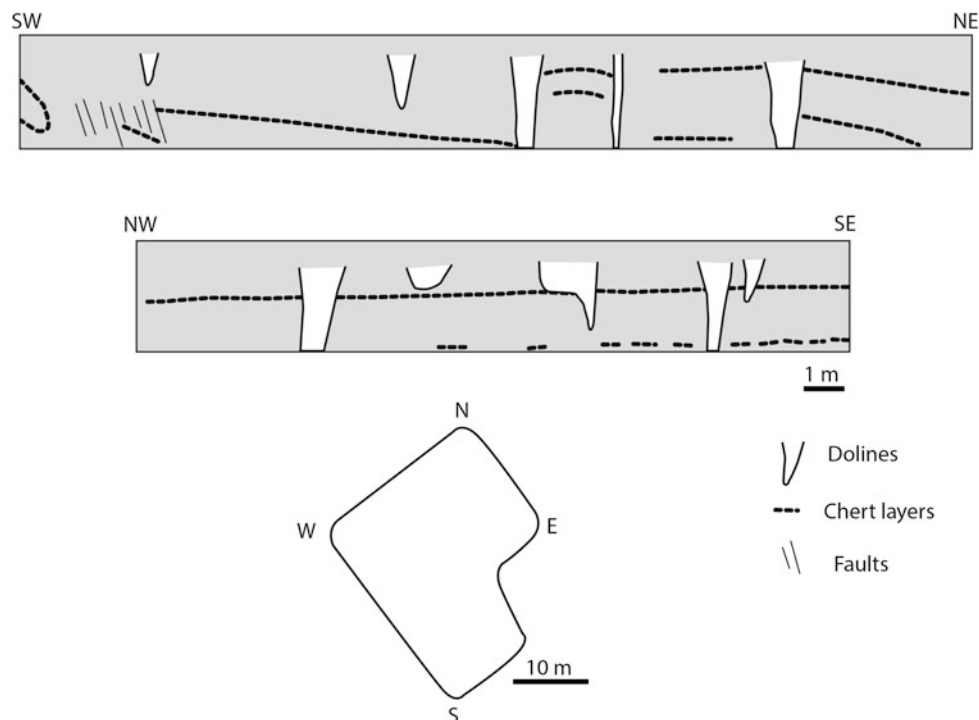 SW NE
NW SE
1 m
N
W E
S
10 m
Dolines
Chert layers
Faults